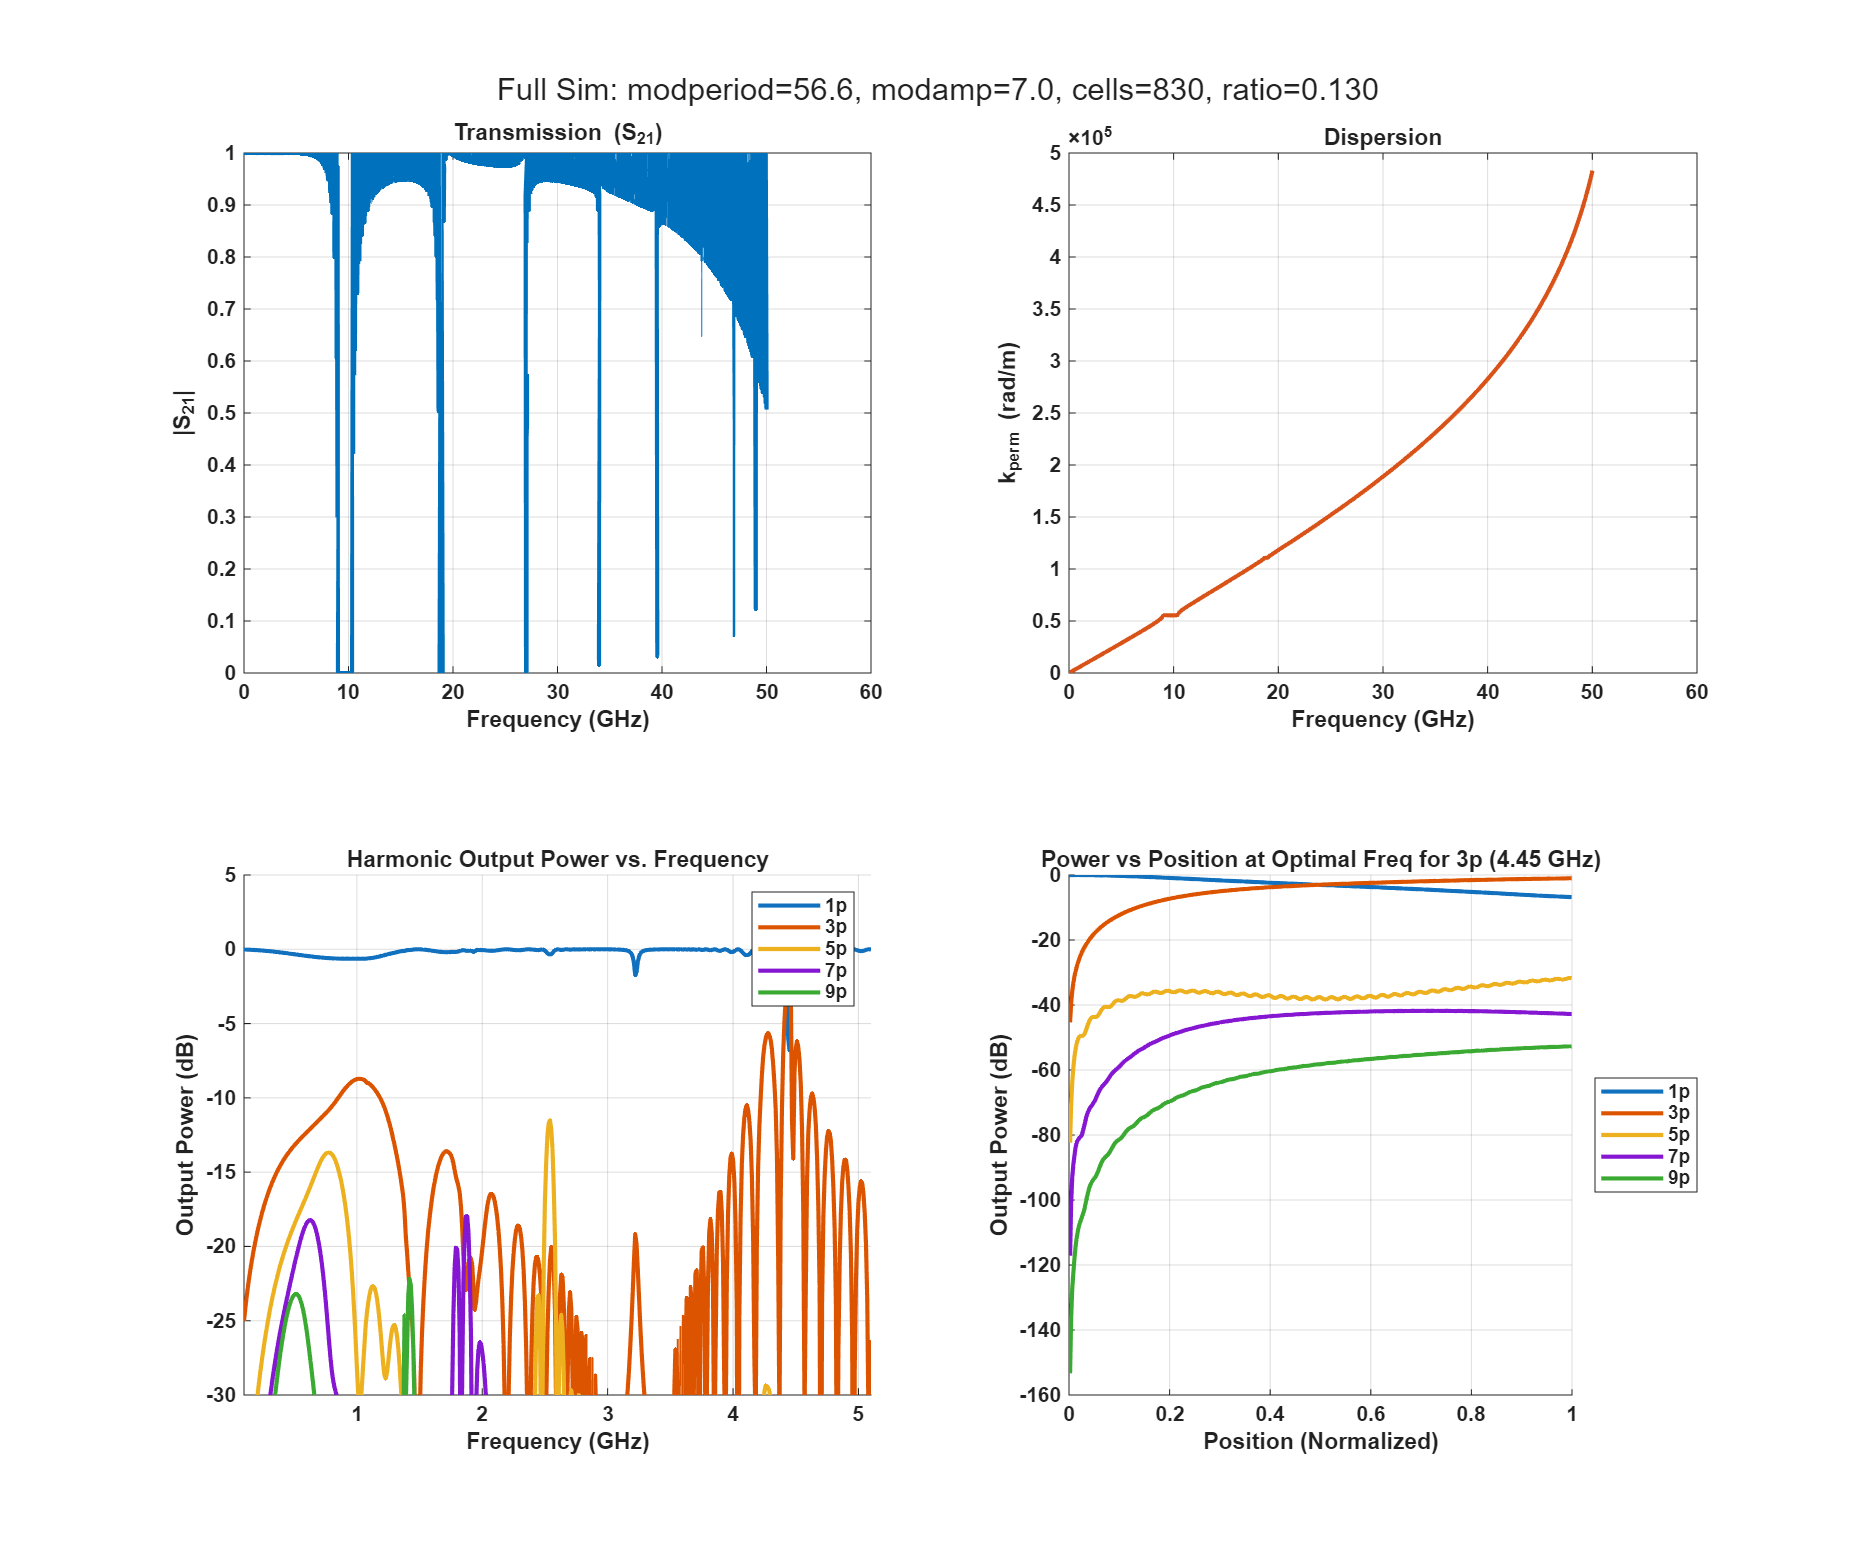 Full Sim: modperiod=56.6, modamp=7.0, cells=830, ratio=0.130
Transmission (S21)
1
0.9
0.8
0.7
0.6
0.5
0.4
0.3
0.2
0.1
0
|S21|
0 10 20 30 40 50 60
Frequency (GHz)
×10^5
Dispersion
5
4.5
4
3.5
3
2.5
2
1.5
1
0.5
0
kperm (rad/m)
0 10 20 30 40 50 60
Frequency (GHz)
Harmonic Output Power vs. Frequency
5
0
-5
-10
-15
-20
-25
-30
Output Power (dB)
1p
3p
5p
7p
9p
1 2 3 4 5
Frequency (GHz)
Power vs Position at Optimal Freq for 3p (4.45 GHz)
0
-20
-40
-60
-80
-100
-120
-140
-160
Output Power (dB)
0 0.2 0.4 0.6 0.8 1
Position (Normalized)
1p
3p
5p
7p
9p